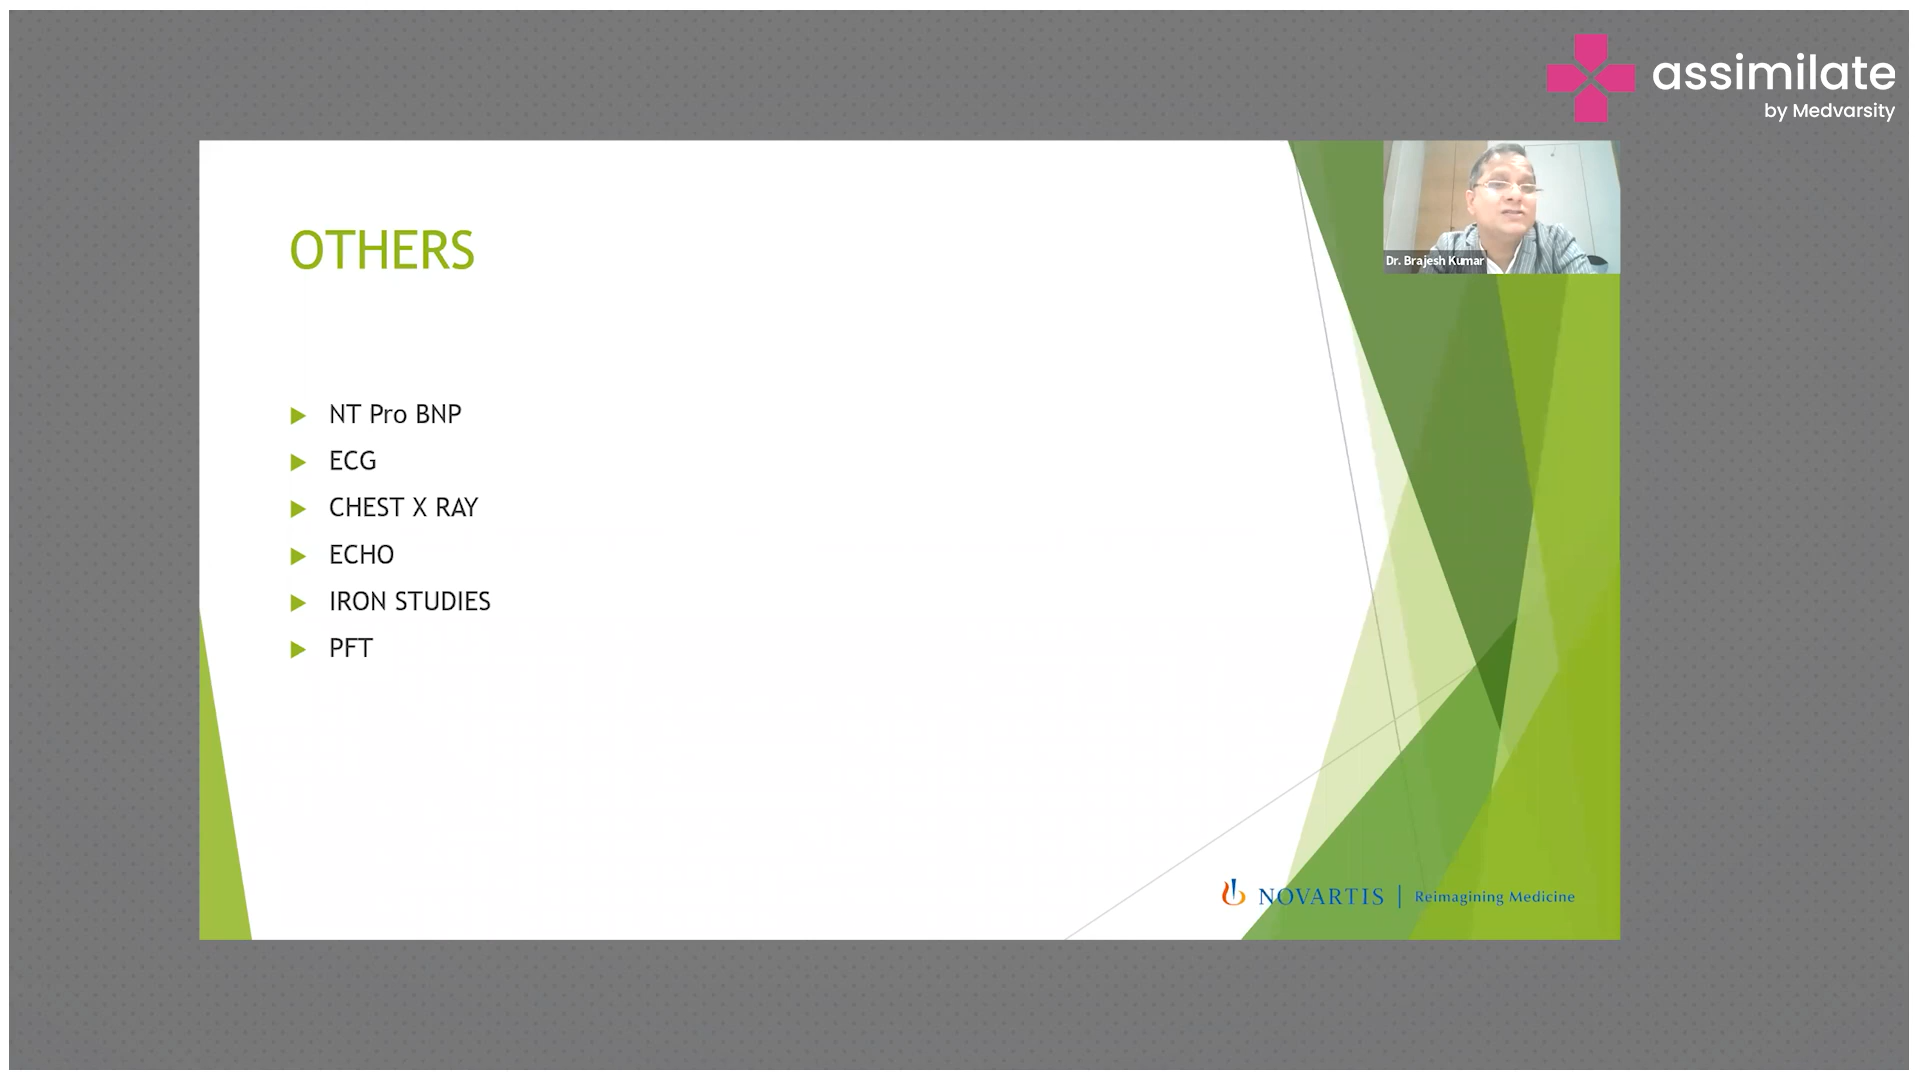 assimilate
by Medvarsity
Dr. Brajesh Kumar
OTHERS
NT Pro BNP
ECG
CHEST X RAY
ECHO
IRON STUDIES
PFT
NOVARTIS | Reimagining Medicine